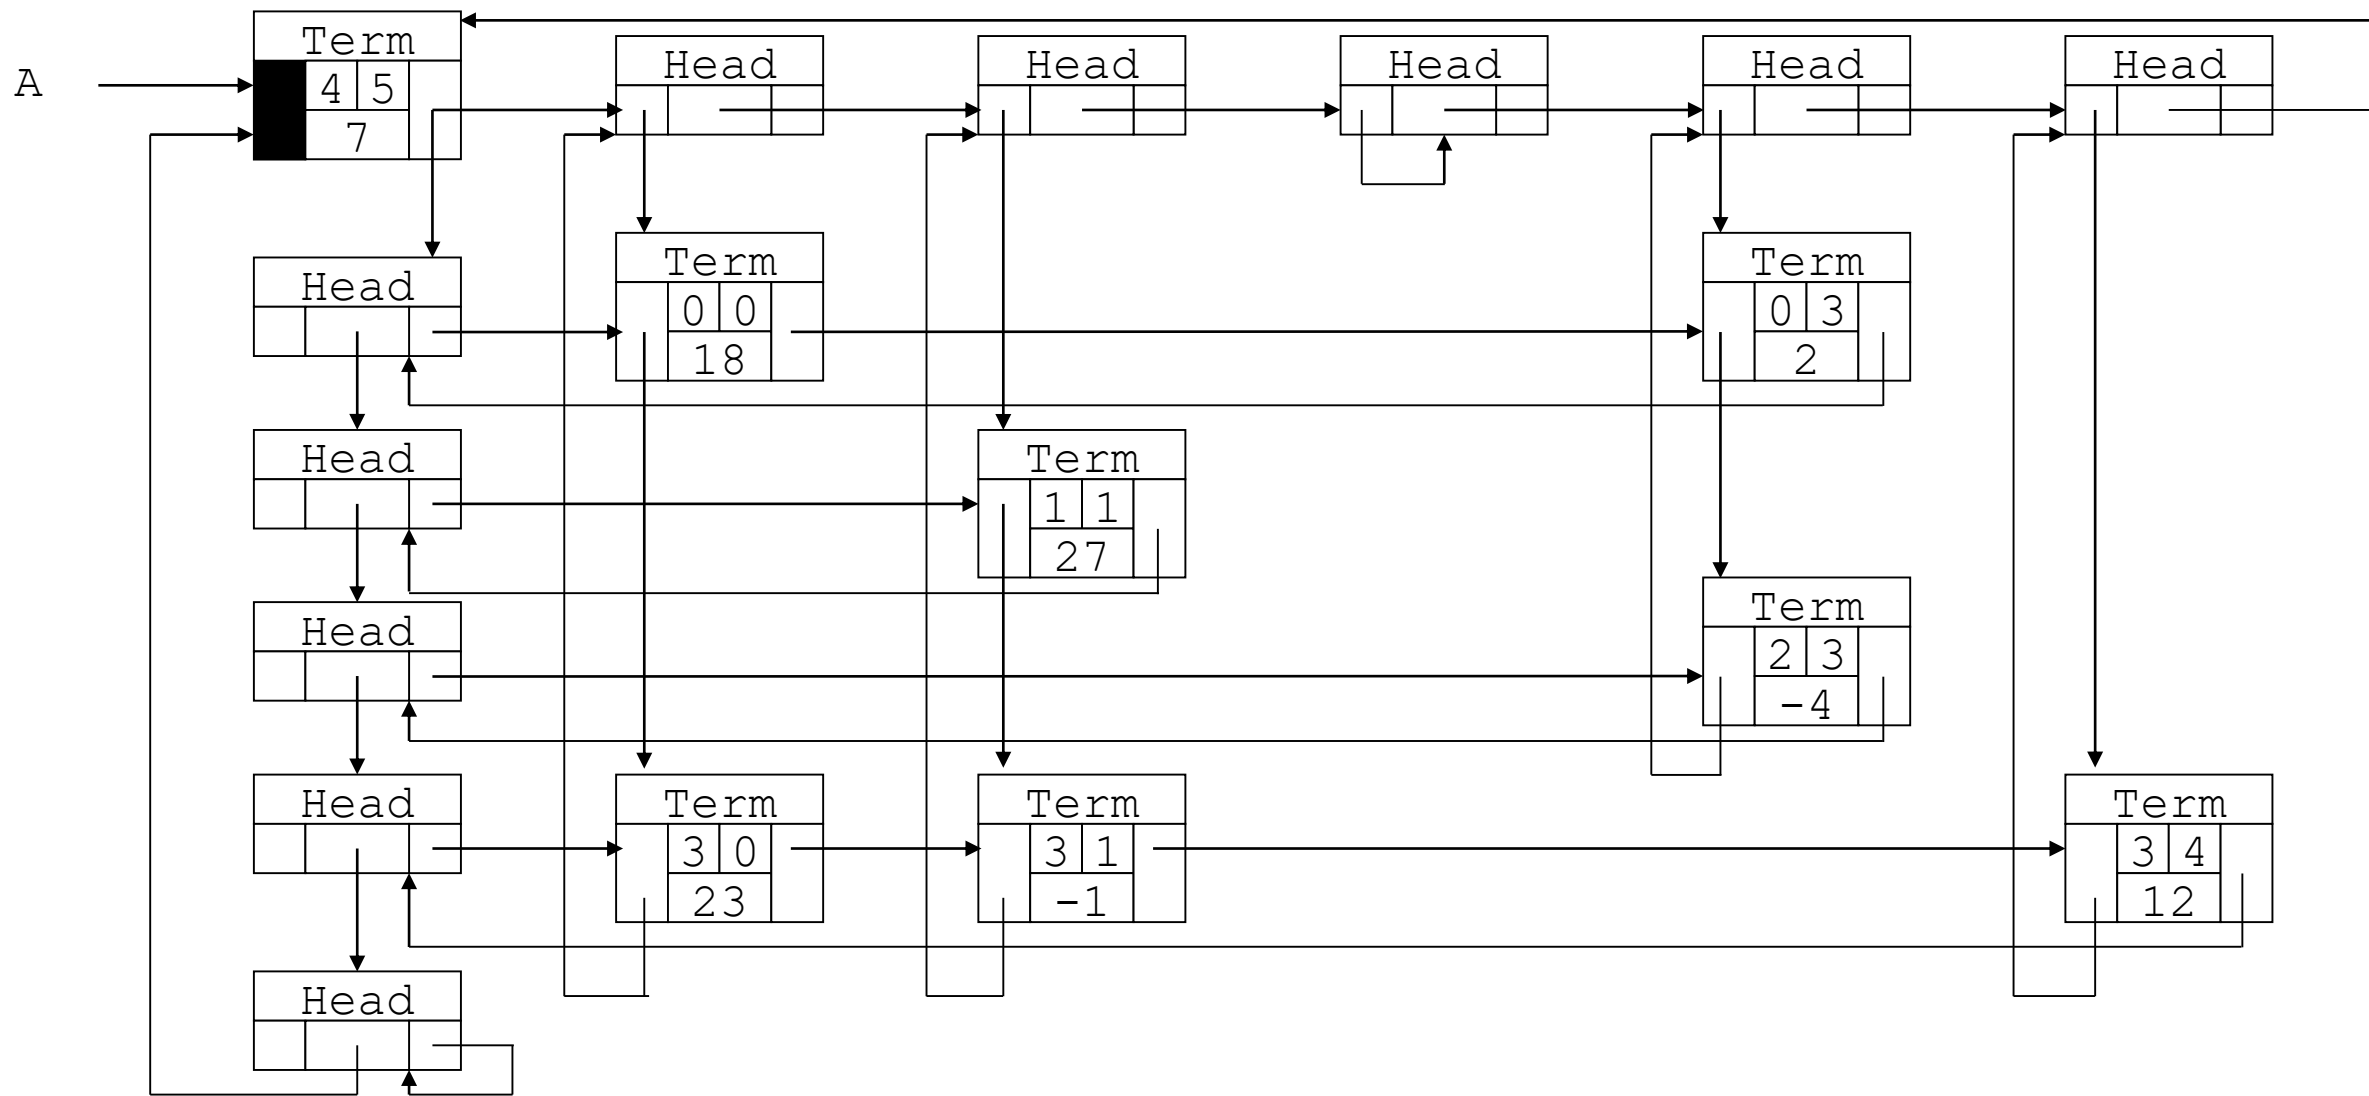 Term
Head Head Head Head Head
A
4 5
7
Term Term
Head
0 0 0 3
18 2
Term
Head
1 1
27
Term
Head
2 3
-4
Head Term Term Term
3 0 3 1 3 4
23 -1 12
Head